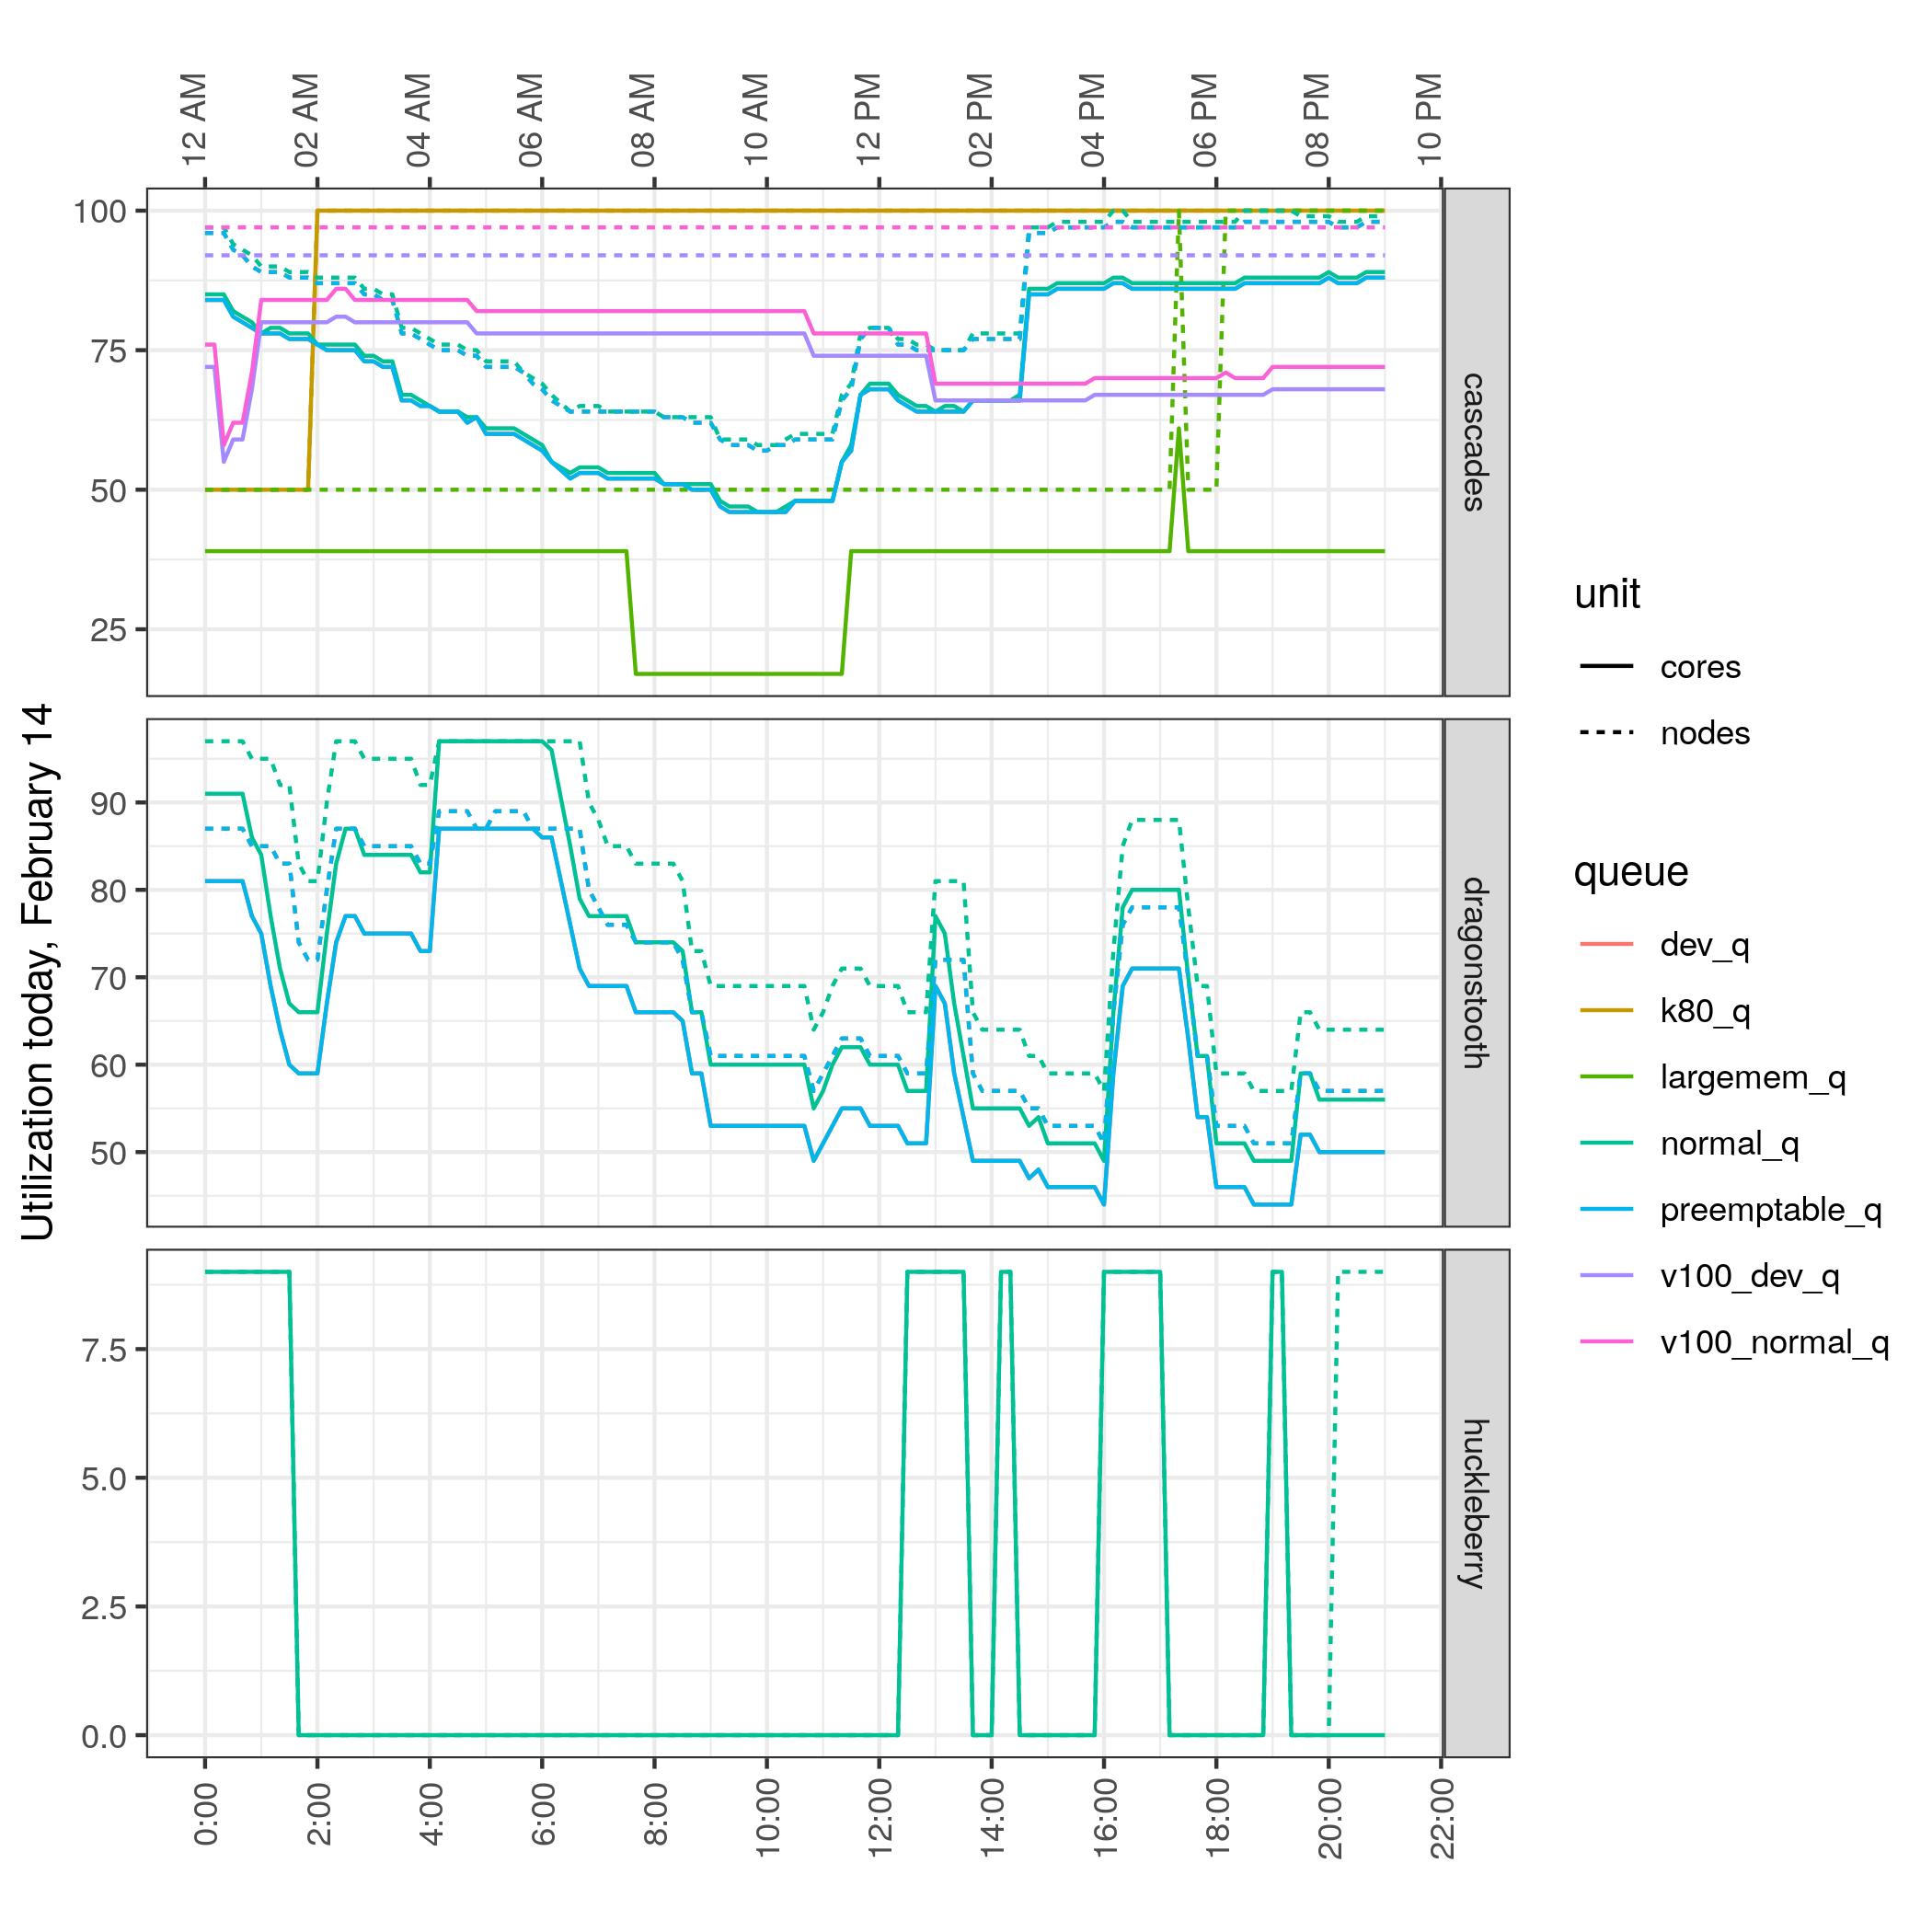 12 AM
02 AM
04 AM
06 AM
08 AM
10 AM
12 PM
02 PM
04 PM
06 PM
08 PM
10 PM
100
75
50
25
cascades
Utilization today, February 14
90
80
70
60
50
dragonstooth
7.5
5.0
2.5
0.0
huckleberry
0:00
2:00
4:00
6:00
8:00
10:00
12:00
14:00
16:00
18:00
20:00
22:00
unit
cores
nodes
queue
dev_q
k80_q
largemem_q
normal_q
preemptable_q
v100_dev_q
v100_normal_q